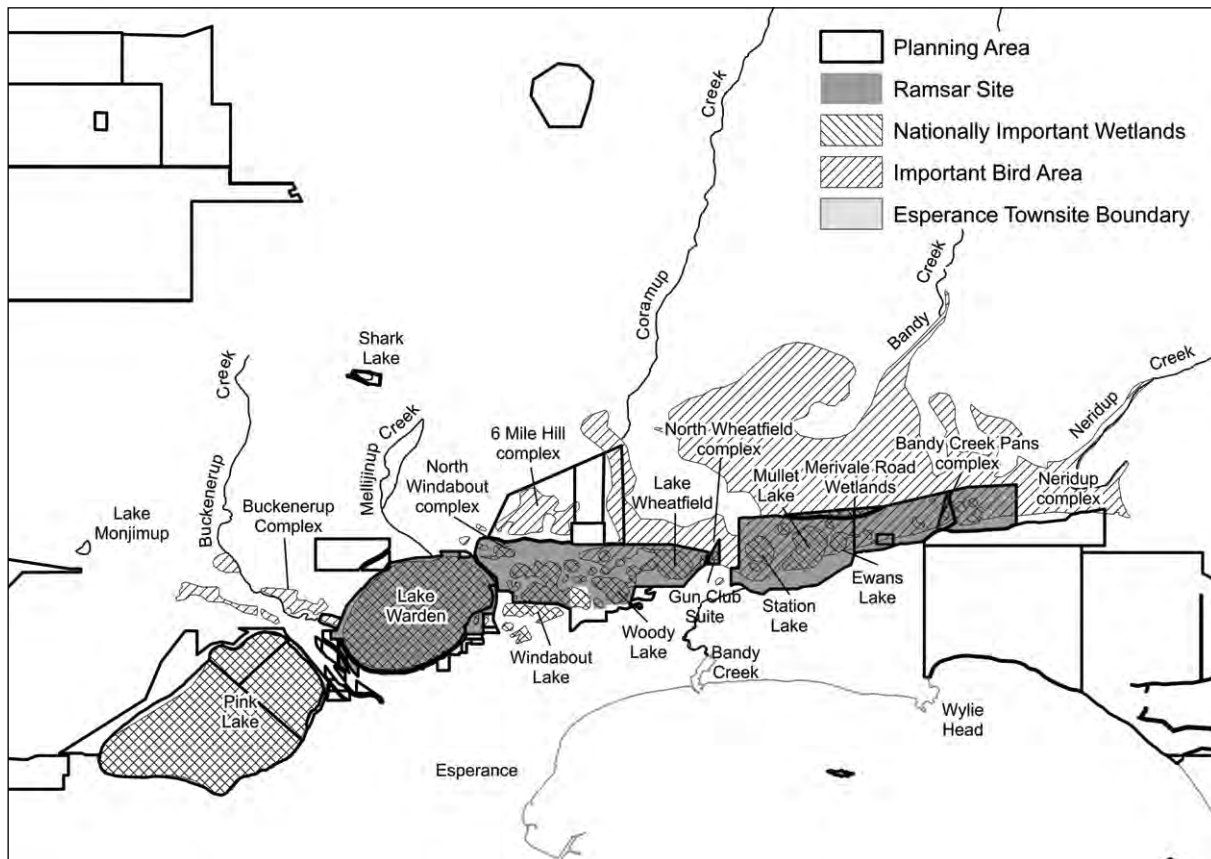 Planning Area
Ramsar Site
Nationally Important Wetlands
Important Bird Area
Esperance Townsite Boundary
Creek
Coramup
Creek
Bandy
Creek
Neridup
Shark
Lake
Creek
Buckenerup
Creek
Mellijinup
6 Mile Hill
complex
North Wheatfield
complex
Bandy Creek Pans
complex
North
Windabout
complex
Lake
Wheatfield
Mullet
Lake
Merivale Road
Wetlands
Neridup
complex
Lake
Monjimup
Buckenerup
Complex
Lake
Warden
Windabout
Lake
Woody
Lake
Gun Club
Suite
Station
Lake
Ewans
Lake
Bandy
Creek
Pink
Lake
Wylie
Head
Esperance